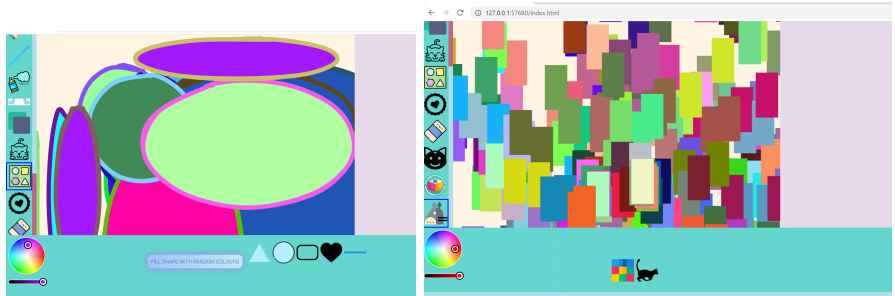 127.0.0.1:57680/index.html
FILL SHAPE WITH RANDOM COLOURS